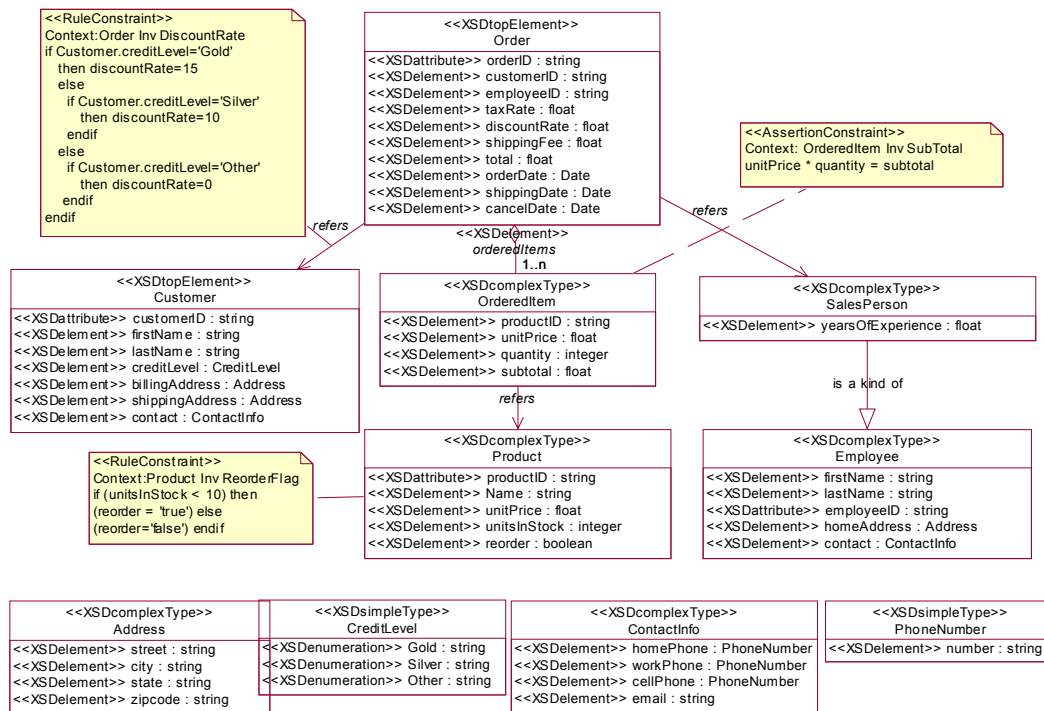 <<RuleConstraint>>
Context:Order Inv DiscountRate
if Customer.creditLevel='Gold'
then discountRate=15
else
if Customer.creditLevel='Silver'
then discountRate=10
endif
else
if Customer.creditLevel='Other'
then discountRate=0
endif
endif
<<XSDtopElement>>
Order
<<XSDattribute>> orderID : string
<<XSDelement>> customerID : string
<<XSDelement>> employeeID : string
<<XSDelement>> taxRate : float
<<XSDelement>> discountRate : float
<<XSDelement>> shippingFee : float
<<XSDelement>> total : float
<<XSDelement>> orderDate : Date
<<XSDelement>> shippingDate : Date
<<XSDelement>> cancelDate : Date
<<AssertionConstraint>>
Context: OrderedItem Inv SubTotal
unitPrice * quantity = subtotal
refers
<<XSDelement>>
orderedItems
1..n
refers
<<XSDtopElement>>
Customer
<<XSDattribute>> customerID : string
<<XSDelement>> firstName : string
<<XSDelement>> lastName : string
<<XSDelement>> creditLevel : CreditLevel
<<XSDelement>> billingAddress : Address
<<XSDelement>> shippingAddress : Address
<<XSDelement>> contact : ContactInfo
<<XSDcomplexType>>
OrderedItem
<<XSDelement>> productID : string
<<XSDelement>> unitPrice : float
<<XSDelement>> quantity : integer
<<XSDelement>> subtotal : float
<<XSDcomplexType>>
SalesPerson
<<XSDelement>> yearsOfExperience : float
refers
is a kind of
<<RuleConstraint>>
Context:Product Inv ReorderFlag
if (unitsInStock < 10) then
(reorder = 'true') else
(reorder='false') endif
<<XSDcomplexType>>
Product
<<XSDattribute>> productID : string
<<XSDelement>> Name : string
<<XSDelement>> unitPrice : float
<<XSDelement>> unitsInStock : integer
<<XSDelement>> reorder : boolean
<<XSDcomplexType>>
Employee
<<XSDelement>> firstName : string
<<XSDelement>> lastName : string
<<XSDattribute>> employeeID : string
<<XSDelement>> homeAddress : Address
<<XSDelement>> contact : ContactInfo
<<XSDcomplexType>>
Address
<<XSDelement>> street : string
<<XSDelement>> city : string
<<XSDelement>> state : string
<<XSDelement>> zipcode : string
<<XSDsimpleType>>
CreditLevel
<<XSDenumeration>> Gold : string
<<XSDenumeration>> Silver : string
<<XSDenumeration>> Other : string
<<XSDcomplexType>>
ContactInfo
<<XSDelement>> homePhone : PhoneNumber
<<XSDelement>> workPhone : PhoneNumber
<<XSDelement>> cellPhone : PhoneNumber
<<XSDelement>> email : string
<<XSDsimpleType>>
PhoneNumber
<<XSDelement>> number : string